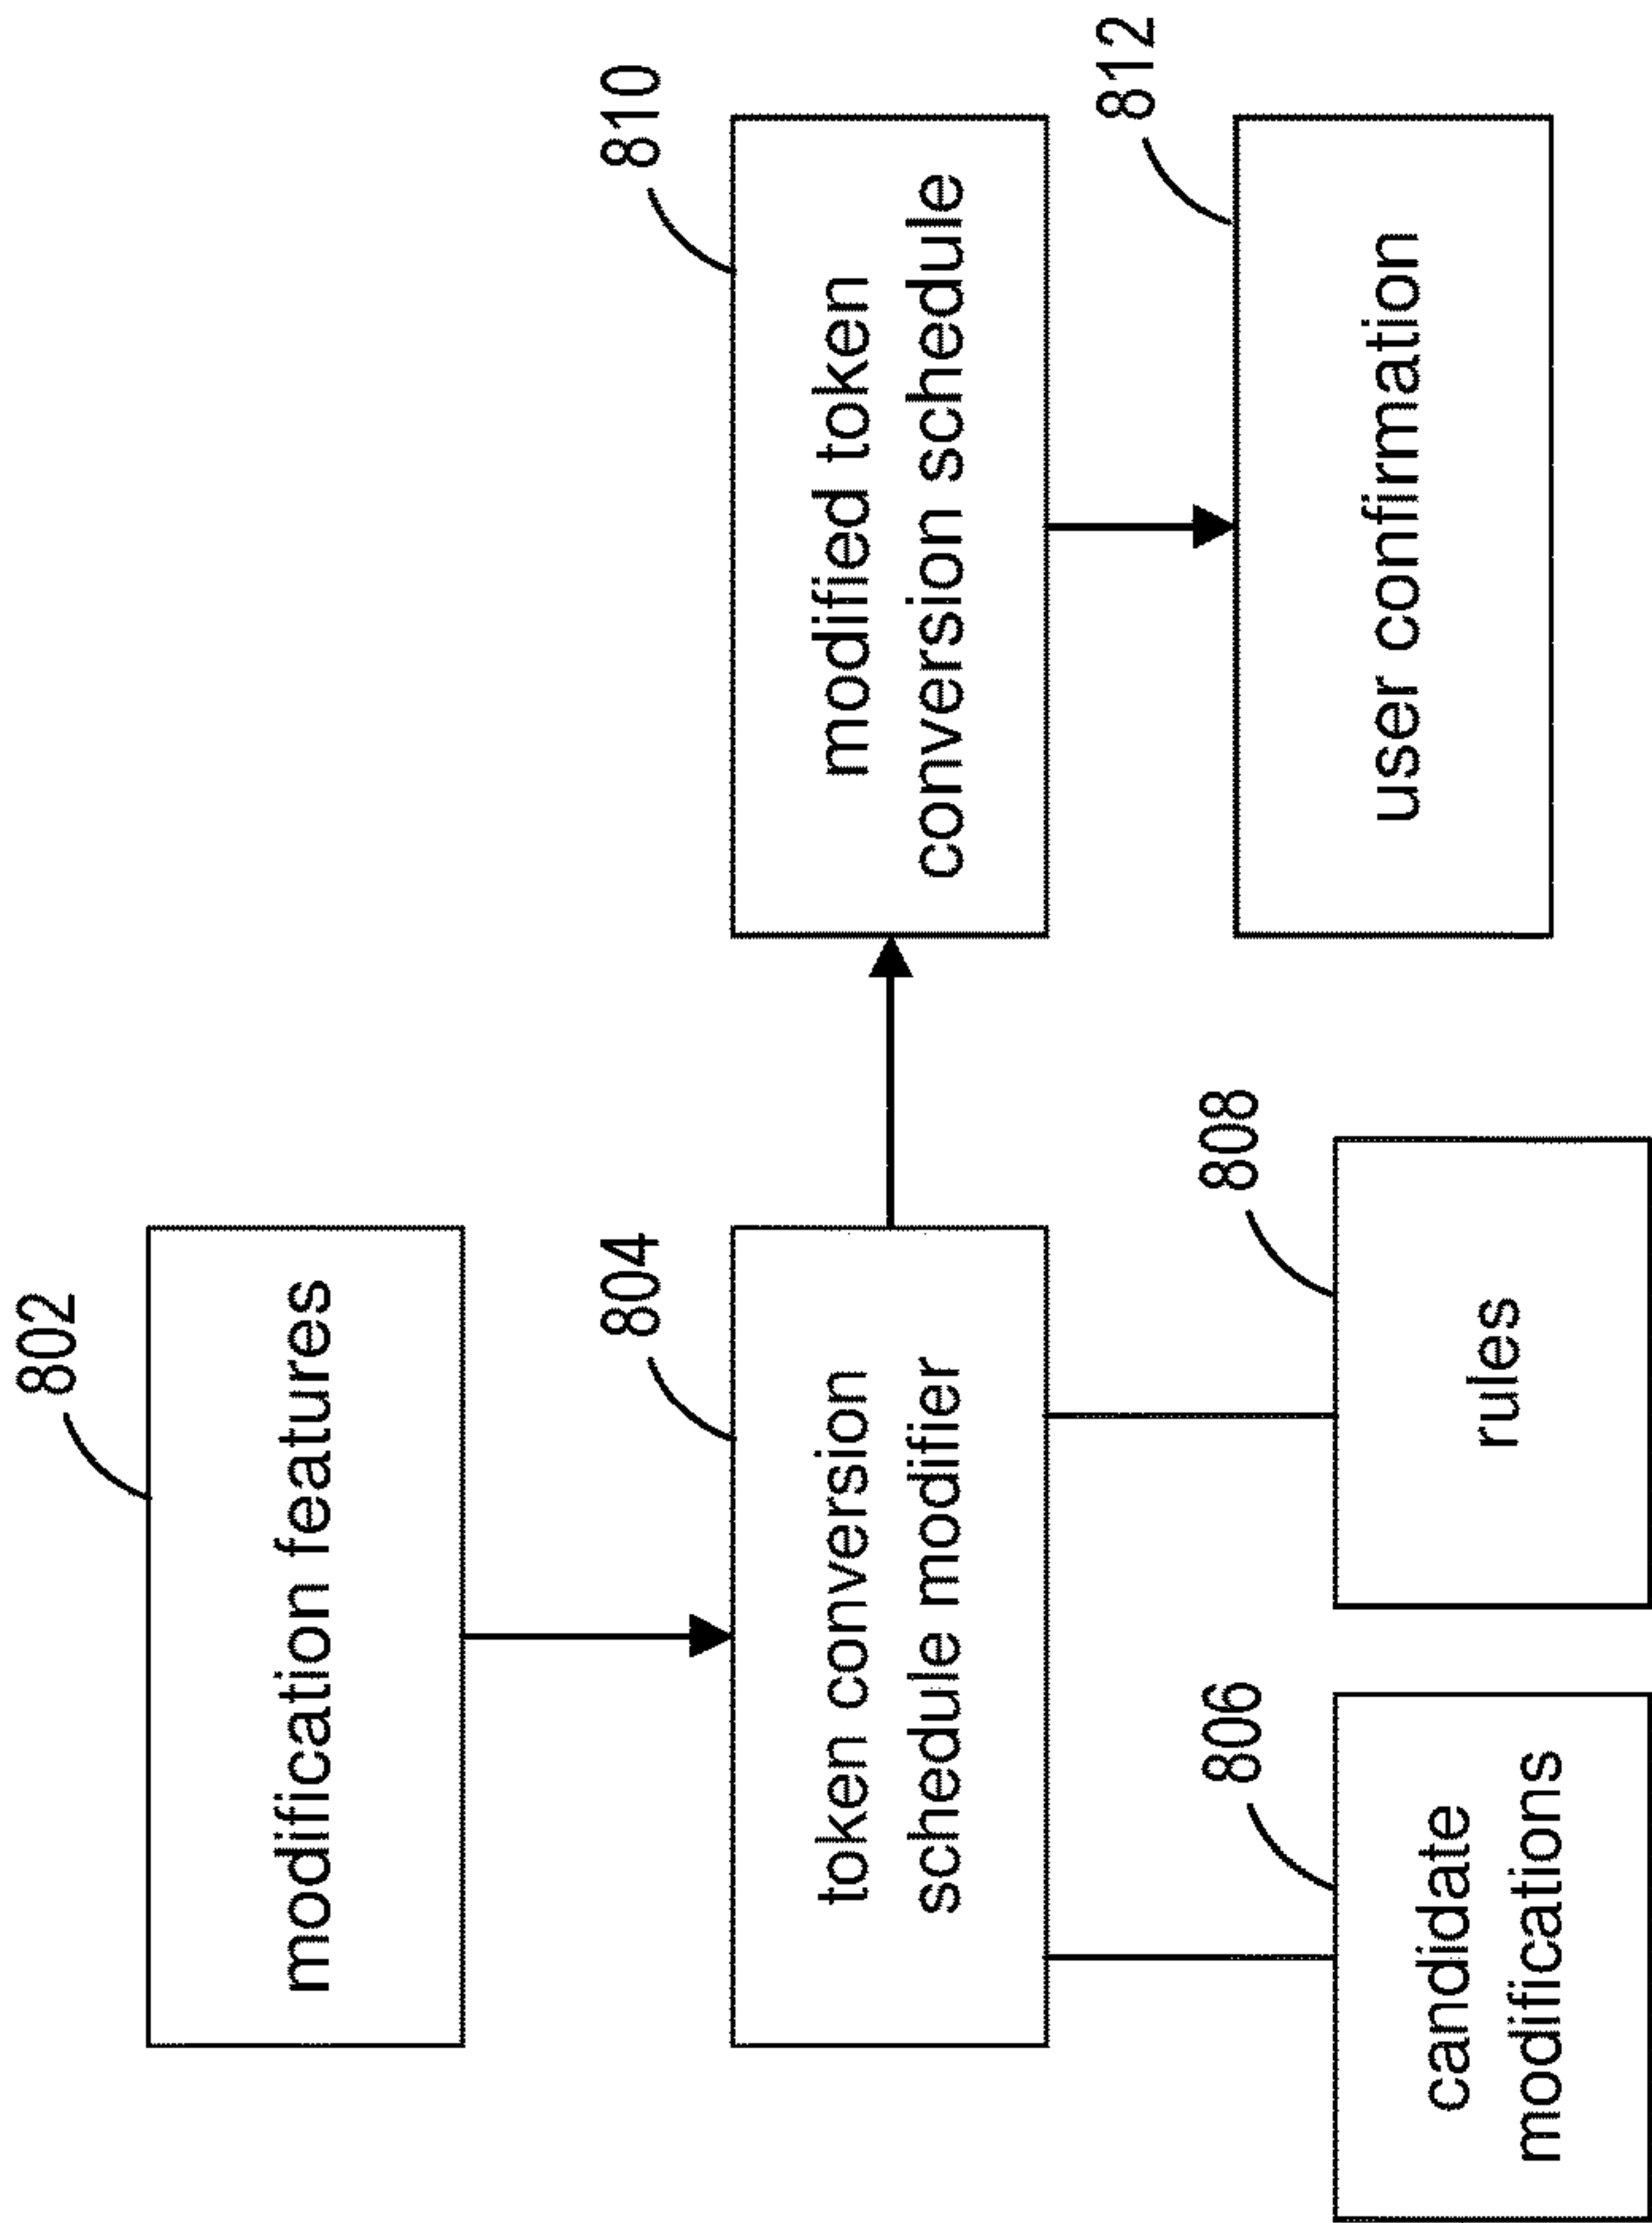 802
modification features
804
token conversion
schedule modifier
806
candidate
modifications
808
rules
810
modified token
conversion schedule
812
user confirmation